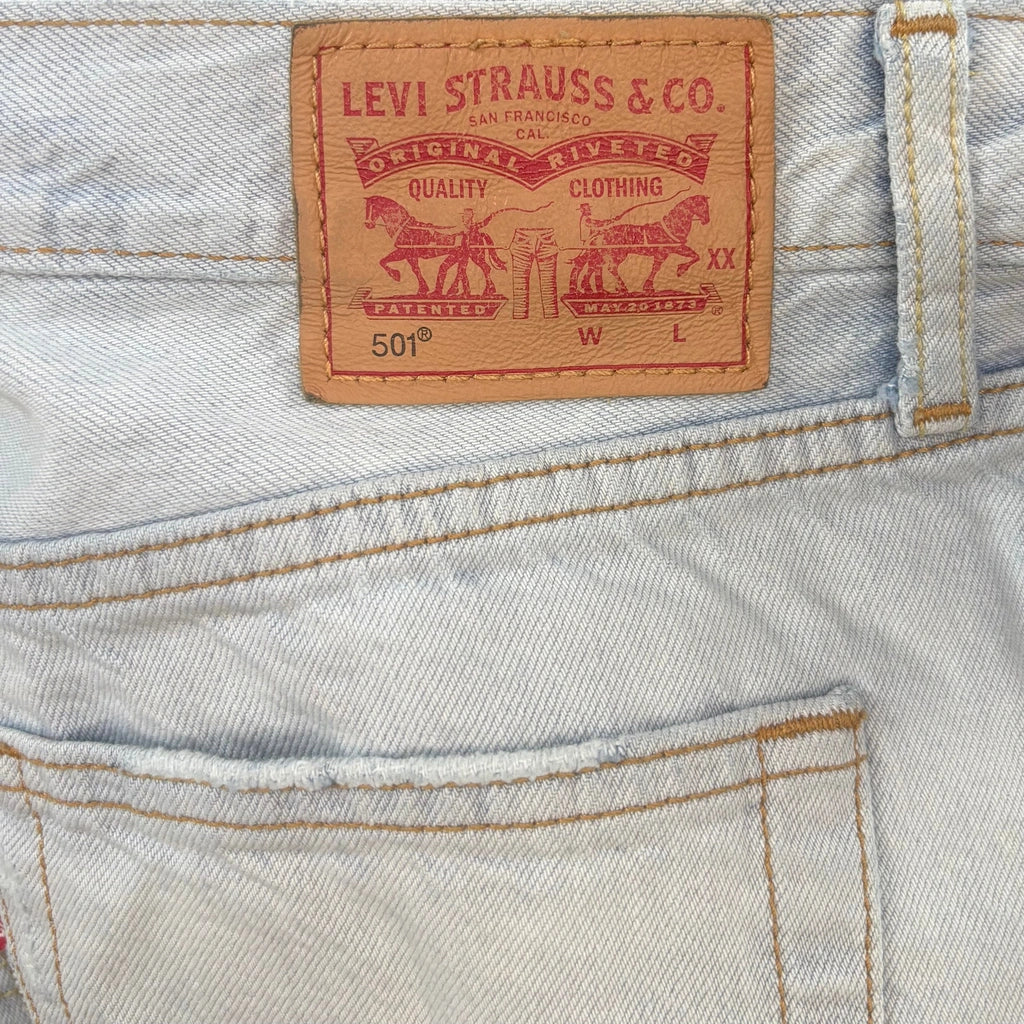 LEVI STRAUSS & CO.
SAN FRANCISCO
CAL.
ORIGINAL RIVETED
QUALITY CLOTHING
XX
PATENTED MAY 20 1873 ®
501® W L